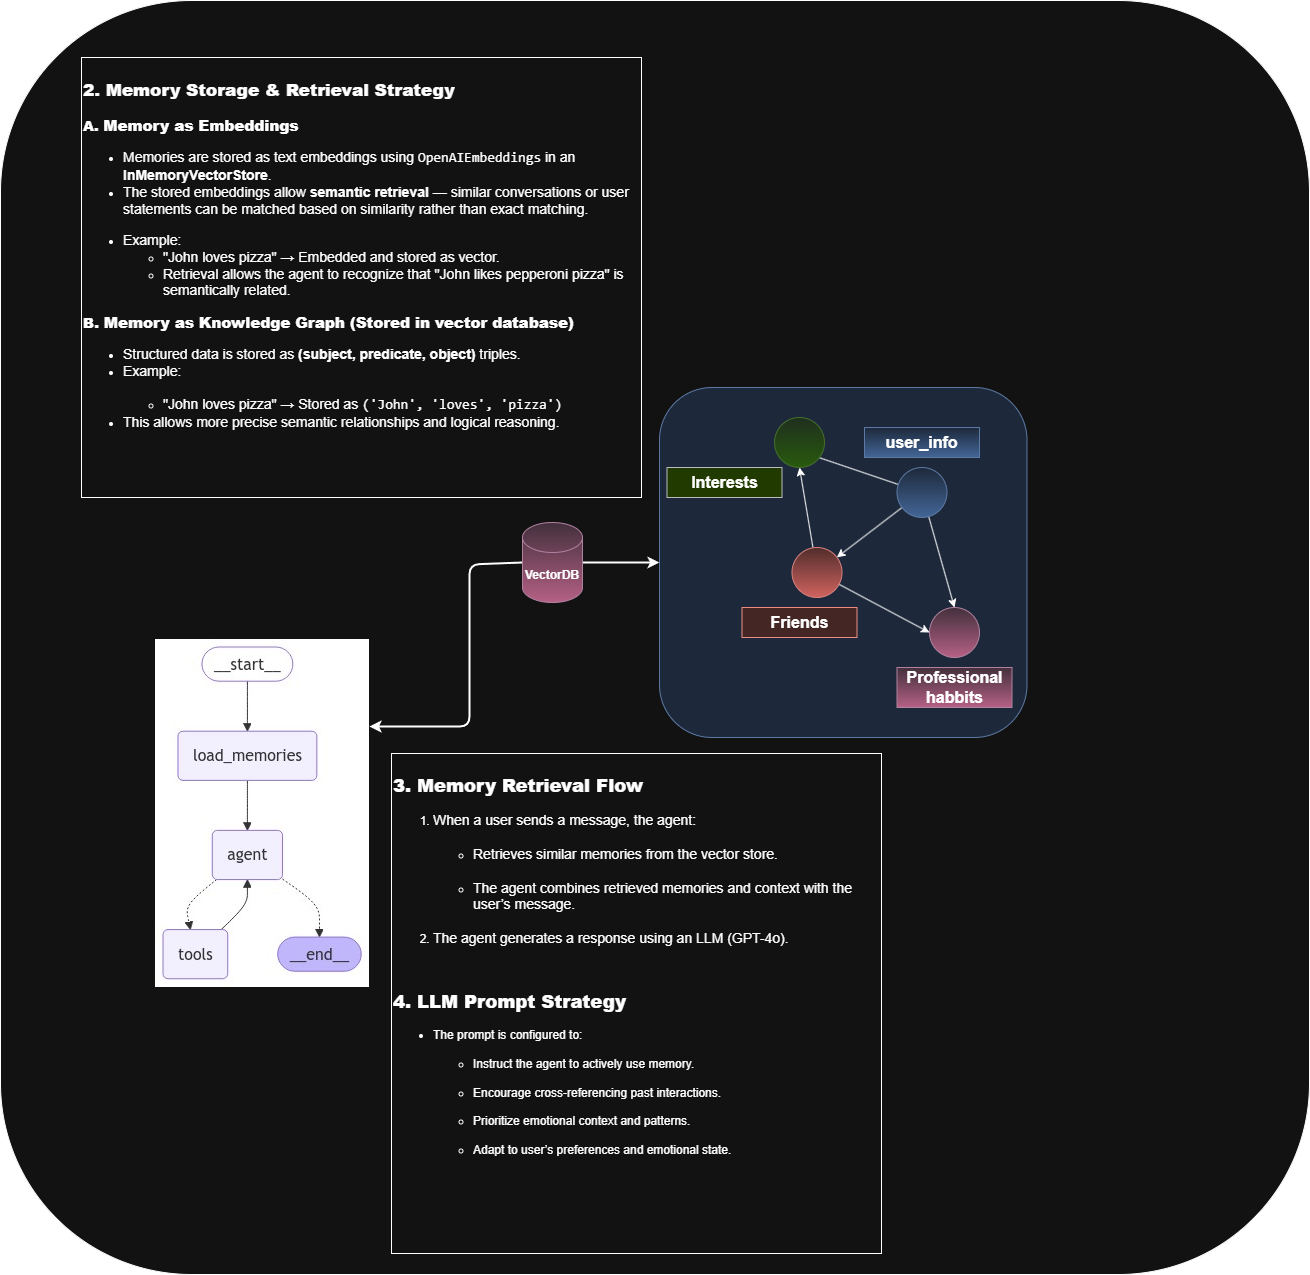 2. Memory Storage & Retrieval Strategy
A. Memory as Embeddings
• Memories are stored as text embeddings using OpenAIEmbeddings in an
InMemoryVectorStore.
• The stored embeddings allow semantic retrieval — similar conversations or user
statements can be matched based on similarity rather than exact matching.
• Example:
◦ "John loves pizza" → Embedded and stored as vector.
◦ Retrieval allows the agent to recognize that "John likes pepperoni pizza" is
semantically related.
B. Memory as Knowledge Graph (Stored in vector database)
• Structured data is stored as (subject, predicate, object) triples.
• Example:
◦ "John loves pizza" → Stored as ('John', 'loves', 'pizza')
• This allows more precise semantic relationships and logical reasoning.
user_info
Interests
VectorDB
Friends
Professional
habbits
__start__
load_memories
agent
tools
__end__
3. Memory Retrieval Flow
1. When a user sends a message, the agent:
◦ Retrieves similar memories from the vector store.
◦ The agent combines retrieved memories and context with the
user's message.
2. The agent generates a response using an LLM (GPT-4o).
4. LLM Prompt Strategy
• The prompt is configured to:
◦ Instruct the agent to actively use memory.
◦ Encourage cross-referencing past interactions.
◦ Prioritize emotional context and patterns.
◦ Adapt to user's preferences and emotional state.